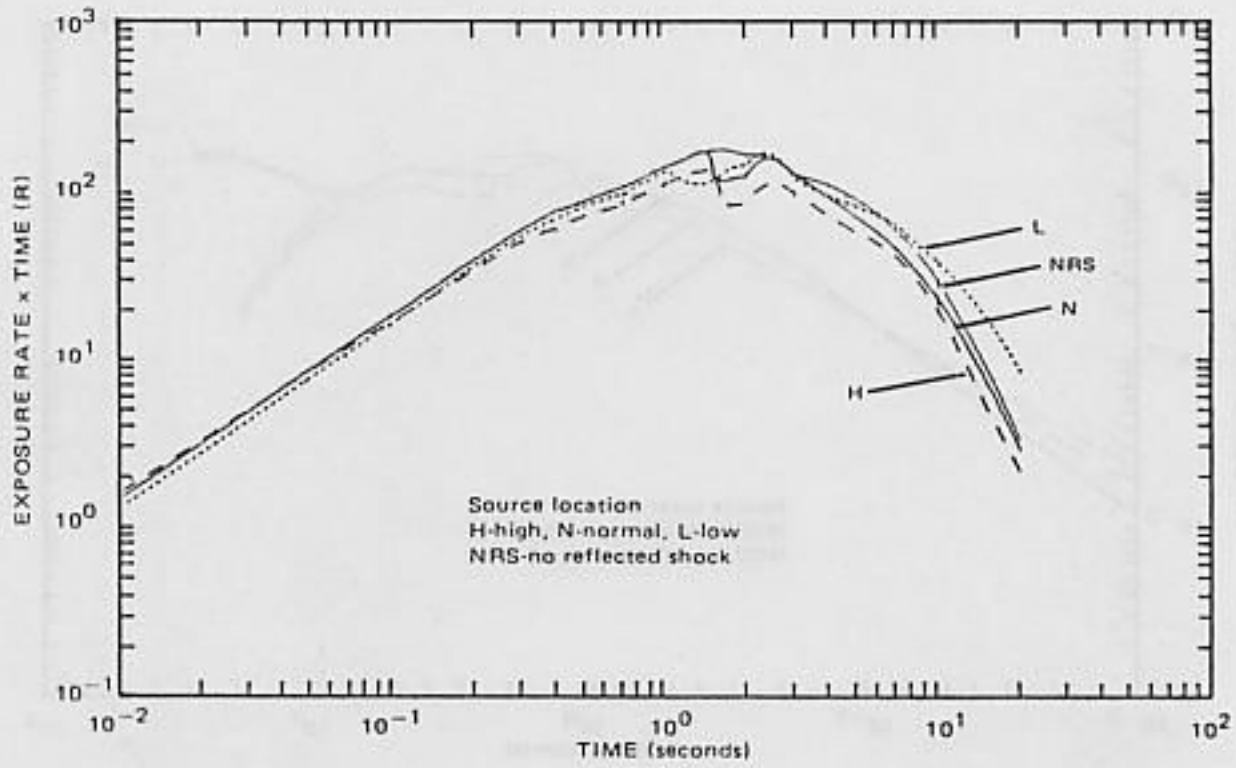 10³
10²
10¹
10⁰
10⁻¹
EXPOSURE RATE x TIME (R)
L
NRS
N
H
Source location
H-high, N-normal, L-low
NRS-no reflected shock
10⁻² 10⁻¹ 10⁰ 10¹ 10²
TIME (seconds)